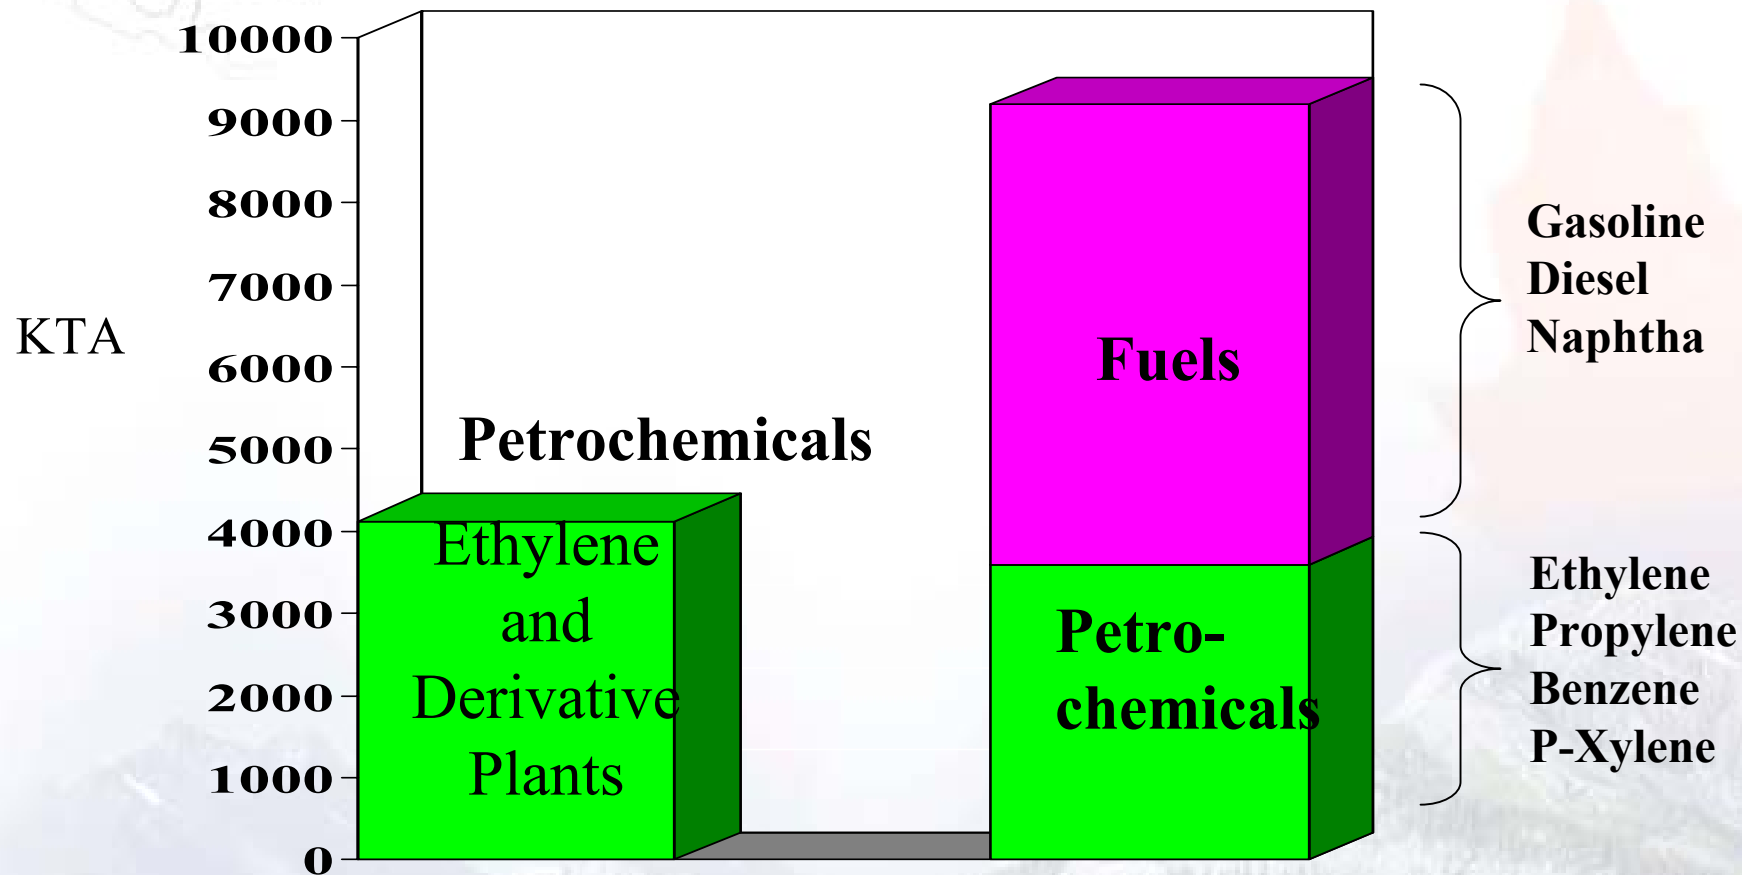 10000
9000
8000
7000
6000
5000
4000
3000
2000
1000
0
KTA
Petrochemicals
Ethylene
and
Derivative
Plants
Fuels
Petro-
chemicals
Gasoline
Diesel
Naphtha
Ethylene
Propylene
Benzene
P-Xylene